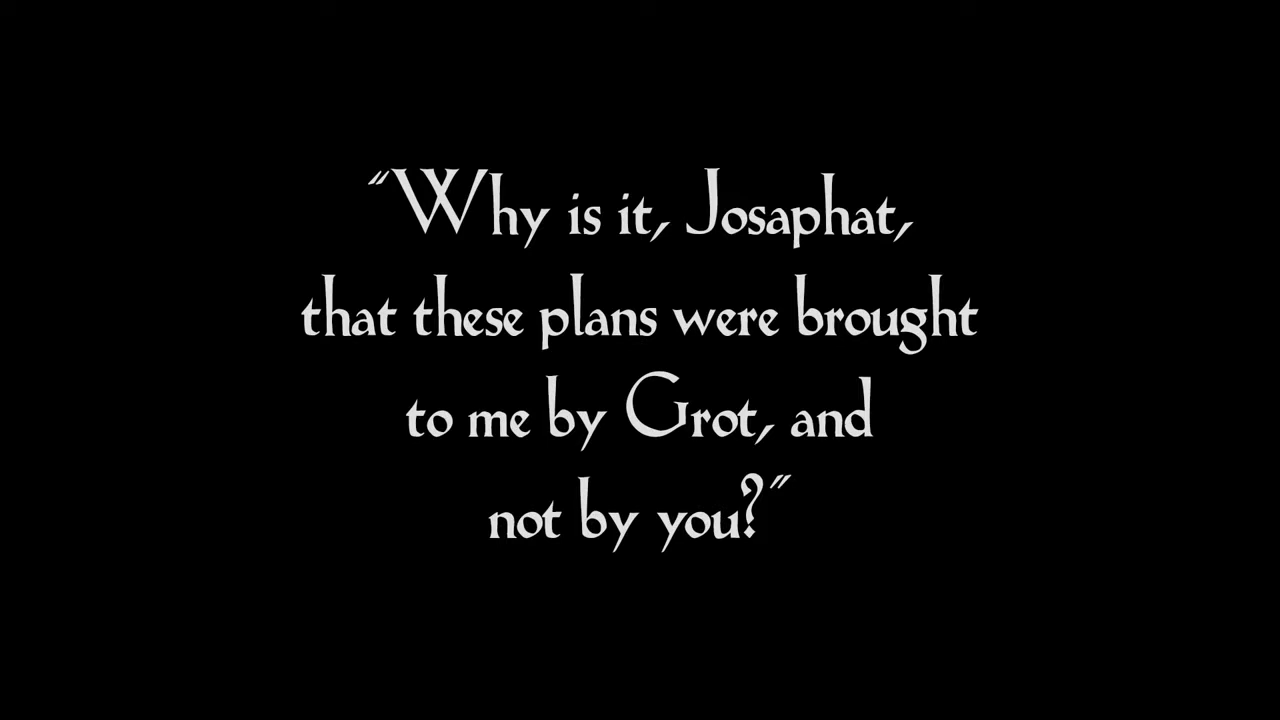 "Why is it, Josaphat,
that these plans were brought
to me by Grot, and
not by you?"